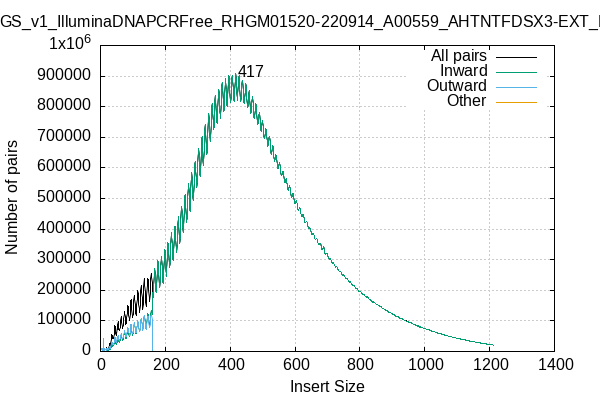 GS_v1_IlluminaDNAPCRFree_RHGM01520-220914_A00559_AHTNTFDSX3-EXT_
1x10^6
900000
800000
700000
600000
500000
400000
300000
200000
100000
0
Number of pairs
417
All pairs
Inward
Outward
Other
0 200 400 600 800 1000 1200 1400
Insert Size